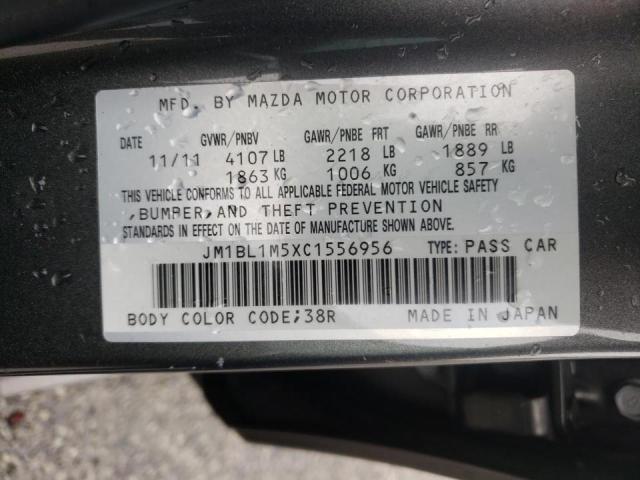 MFD. BY MAZDA MOTOR CORPORATION
DATE GVWR/PNBV GAWR/PNBE FRT GAWR/PNBE RR
11/11 4107 LB 2218 LB 1889 LB
1863 KG 1006 KG 857 KG
THIS VEHICLE CONFORMS TO ALL APPLICABLE FEDERAL MOTOR VEHICLE SAFETY
,BUMPER,AND THEFT PREVENTION
STANDARDS IN EFFECT ON THE DATE OF MANUFACTURE SHOWN ABOVE.
JM1BL1M5XC1556956 TYPE: PASS CAR
BODY COLOR CODE;38R MADE IN JAPAN